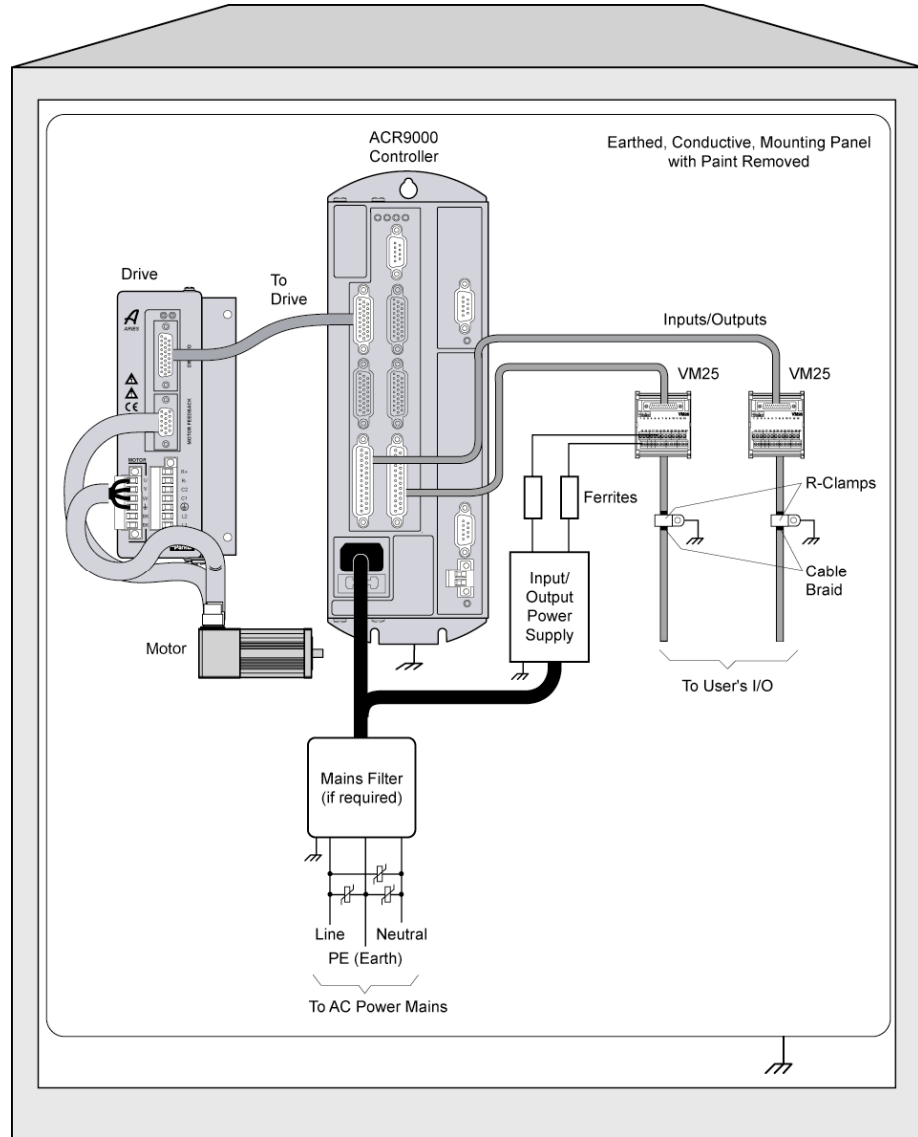 ACR9000
Controller
Earthed, Conductive, Mounting Panel
with Paint Removed
Drive
To
Drive
Inputs/Outputs
VM25
VM25
ARIES
MOTOR FEEDBACK
MOTOR
R-Clamps
Ferrites
Cable
Braid
Input/
Output
Power
Supply
Motor
To User's I/O
Mains Filter
(if required)
Line
Neutral
PE (Earth)
To AC Power Mains